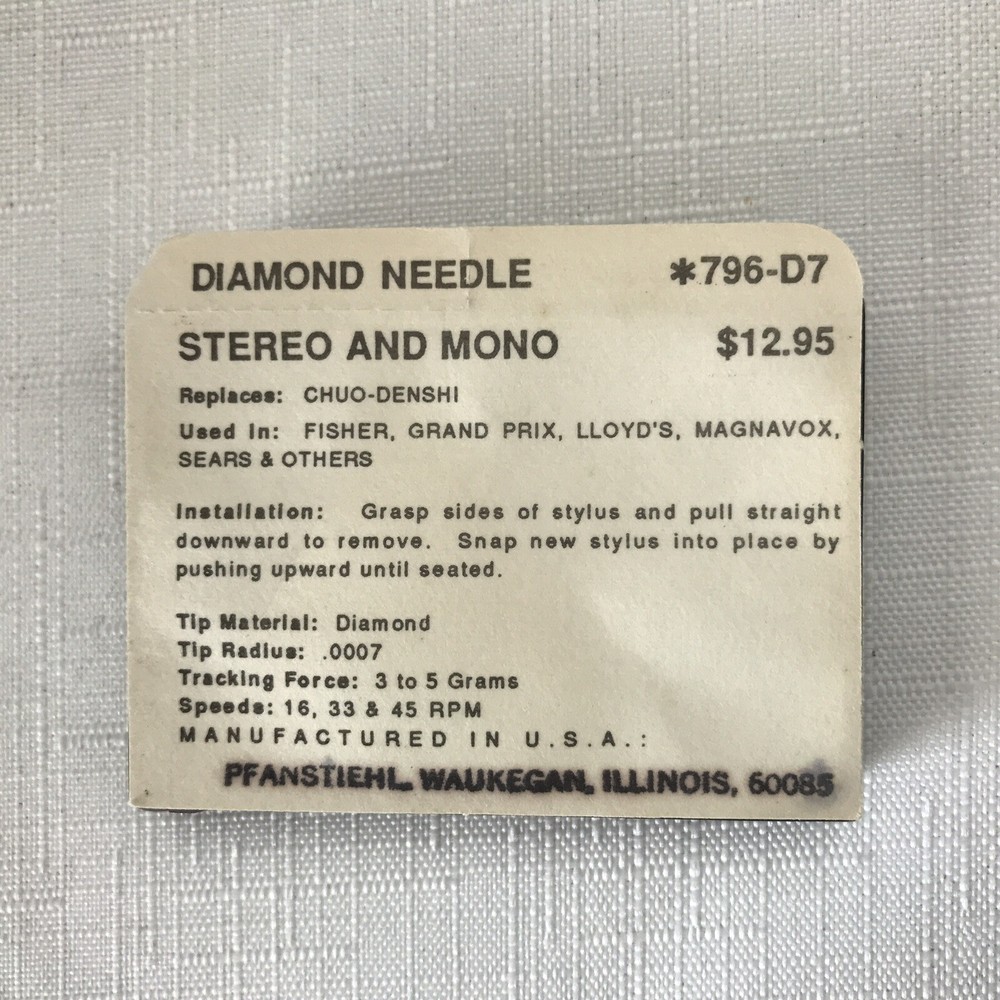 DIAMOND NEEDLE *796-D7
STEREO AND MONO $12.95
Replaces: CHUO-DENSHI
Used In: FISHER, GRAND PRIX, LLOYD'S, MAGNAVOX,
SEARS & OTHERS
Installation: Grasp sides of stylus and pull straight
downward to remove. Snap new stylus into place by
pushing upward until seated.
Tip Material: Diamond
Tip Radius: .0007
Tracking Force: 3 to 5 Grams
Speeds: 16, 33 & 45 RPM
MANUFACTURED IN U.S.A.:
PFANSTIEHL, WAUKEGAN, ILLINOIS, 60085